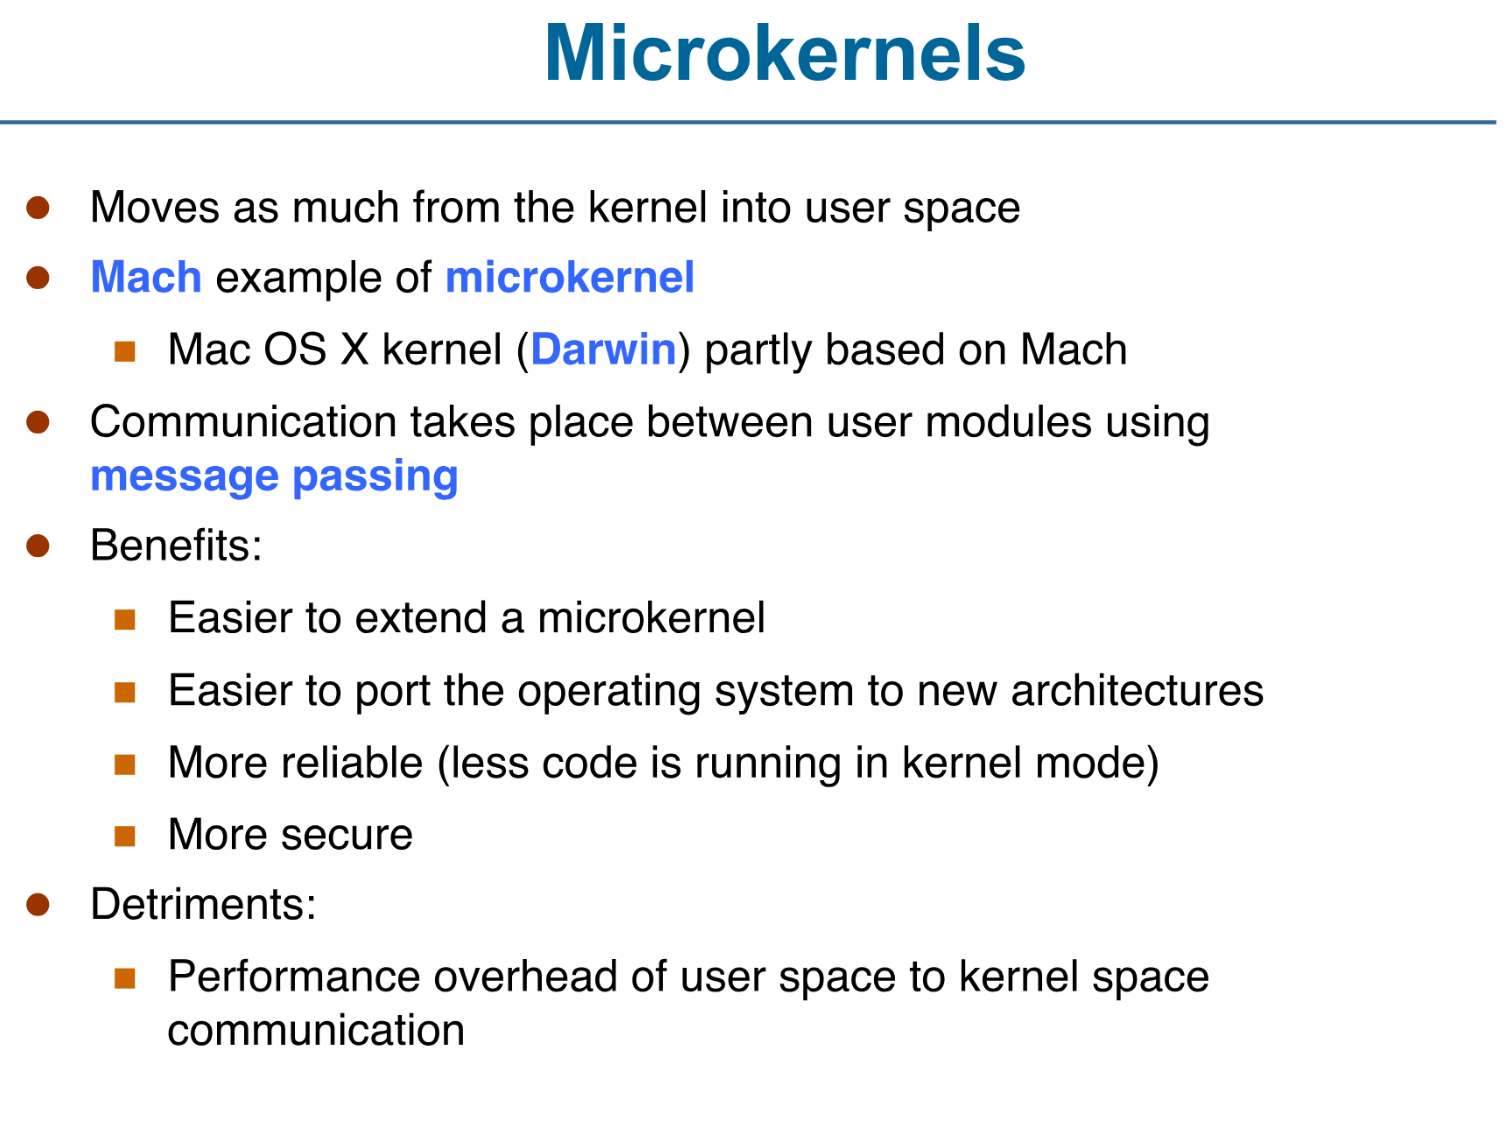 Microkernels
Moves as much from the kernel into user space
Mach example of microkernel
Mac OS X kernel (Darwin) partly based on Mach
Communication takes place between user modules using
message passing
Benefits:
Easier to extend a microkernel
Easier to port the operating system to new architectures
More reliable (less code is running in kernel mode)
More secure
Detriments:
Performance overhead of user space to kernel space
communication